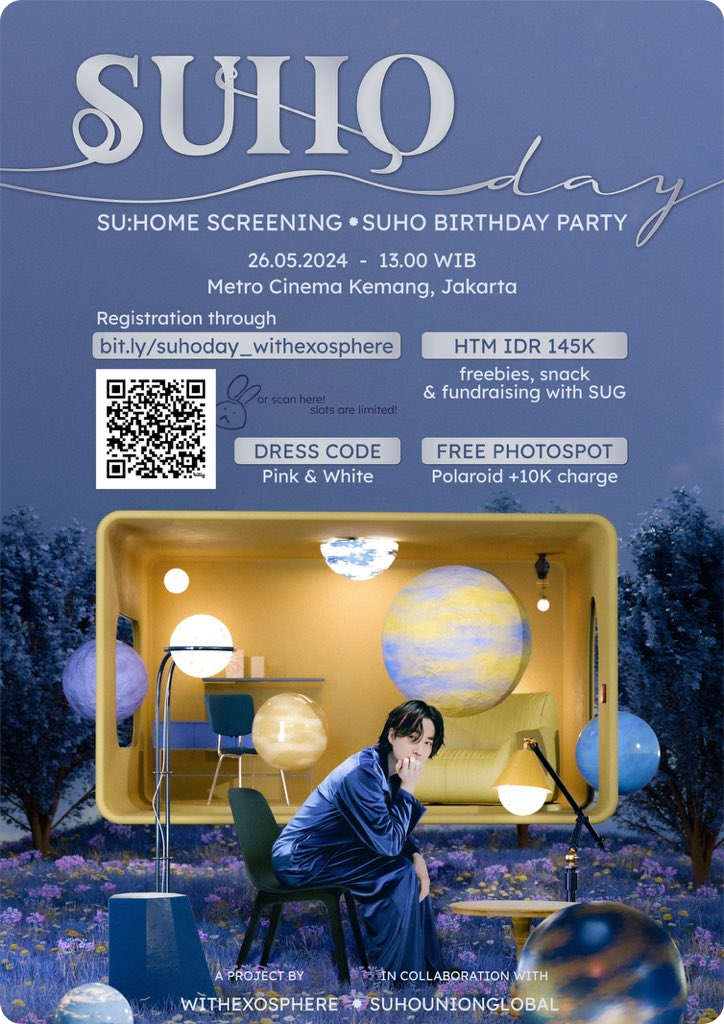 SUHO
day
SU:HOME SCREENING * SUHO BIRTHDAY PARTY
26.05.2024 - 13.00 WIB
Metro Cinema Kemang, Jakarta
Registration through
bit.ly/suhoday_withexosphere
HTM IDR 145K
freebies, snack
& fundraising with SUG
or scan here!
slots are limited!
DRESS CODE
Pink & White
FREE PHOTOSPOT
Polaroid +10K charge
A PROJECT BY
IN COLLABORATION WITH
WITHEXOSPHERE * SUHOUNIONGLOBAL